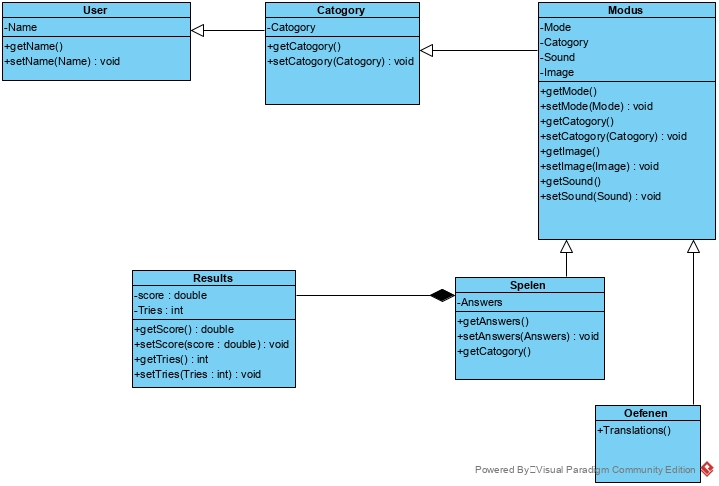 User
-Name
+getName()
+setName(Name) : void
Catogory
-Catogory
+getCatogory()
+setCatogory(Catogory) : void
Modus
-Mode
-Catogory
-Sound
-Image
+getMode()
+setMode(Mode) : void
+getCatogory()
+setCatogory(Catogory) : void
+getImage()
+setImage(Image) : void
+getSound()
+setSound(Sound) : void
Results
-score : double
-Tries : int
+getScore() : double
+setScore(score : double) : void
+getTries() : int
+setTries(Tries : int) : void
Spelen
-Answers
+getAnswers()
+setAnswers(Answers) : void
+getCatogory()
Oefenen
+Translations()
Powered By Visual Paradigm Community Edition